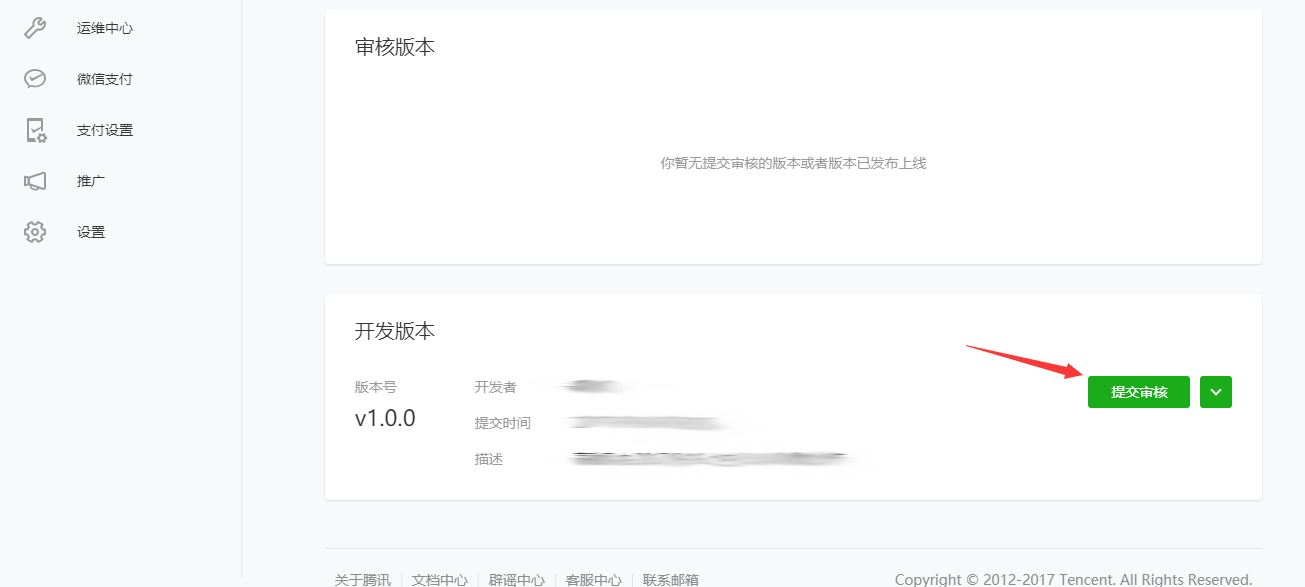 运维中心
微信支付
支付设置
推广
设置
审核版本
你暂无提交审核的版本或者版本已发布上线
开发版本
版本号
v1.0.0
开发者
提交时间
描述
提交审核
关于腾讯 文档中心 辟谣中心 客服中心 联系邮箱
Copyright © 2012-2017 Tencent. All Rights Reserved.